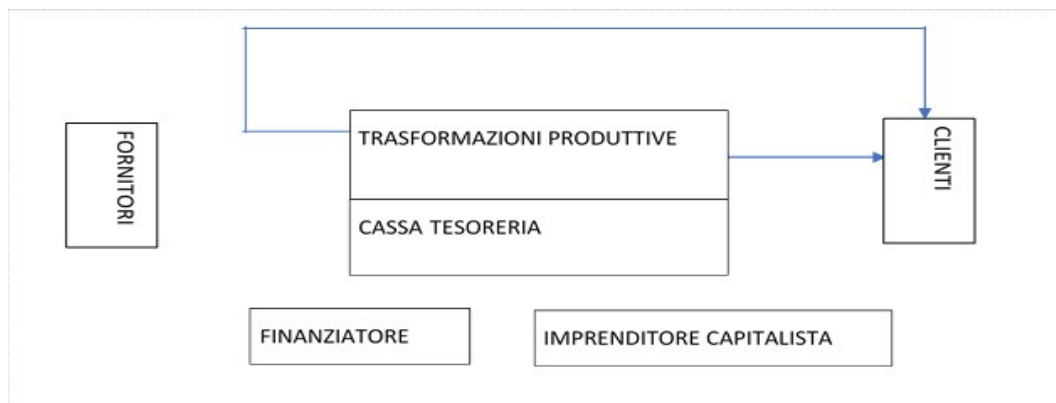 FORNITORI
TRASFORMAZIONI PRODUTTIVE
CASSA TESORERIA
CLIENTI
FINANZIATORE
IMPRENDITORE CAPITALISTA